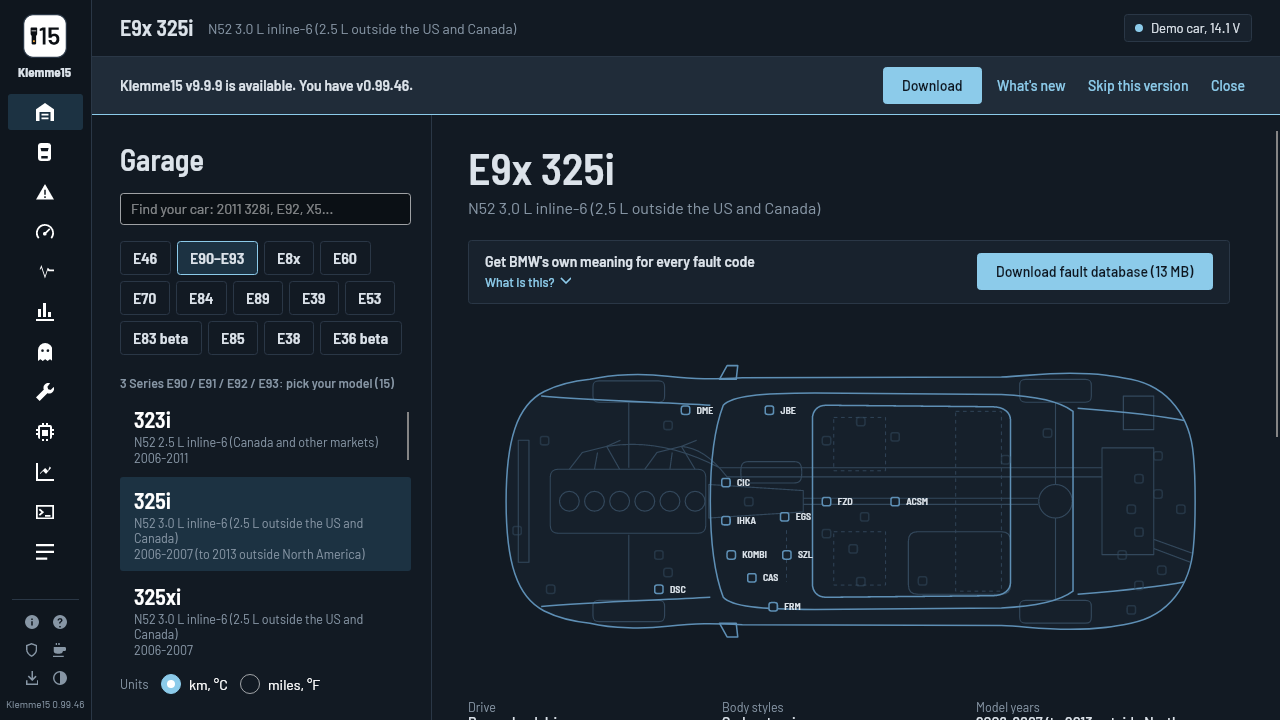 15
Klemme15
E9x 325i
N52 3.0 L inline-6 (2.5 L outside the US and Canada)
Demo car, 14.1 V
Klemme15 v9.9.9 is available. You have v0.99.46.
Download
What's new
Skip this version
Close
Garage
Find your car: 2011 328i, E92, X5...
E46
E90–E93
E8x
E60
E70
E84
E89
E39
E53
E83 beta
E85
E38
E36 beta
3 Series E90 / E91 / E92 / E93: pick your model (15)
323i
N52 2.5 L inline-6 (Canada and other markets)
2006-2011
325i
N52 3.0 L inline-6 (2.5 L outside the US and
Canada)
2006-2007 (to 2013 outside North America)
325xi
N52 3.0 L inline-6 (2.5 L outside the US and
Canada)
2006-2007
Units
km, °C
miles, °F
Klemme15 0.99.46
E9x 325i
N52 3.0 L inline-6 (2.5 L outside the US and Canada)
Get BMW's own meaning for every fault code
What is this?
Download fault database (13 MB)
DME
JBE
CIC
FZD
ACSM
IHKA
EGS
KOMBI
SZL
CAS
DSC
FRM
Drive
Body styles
Model years